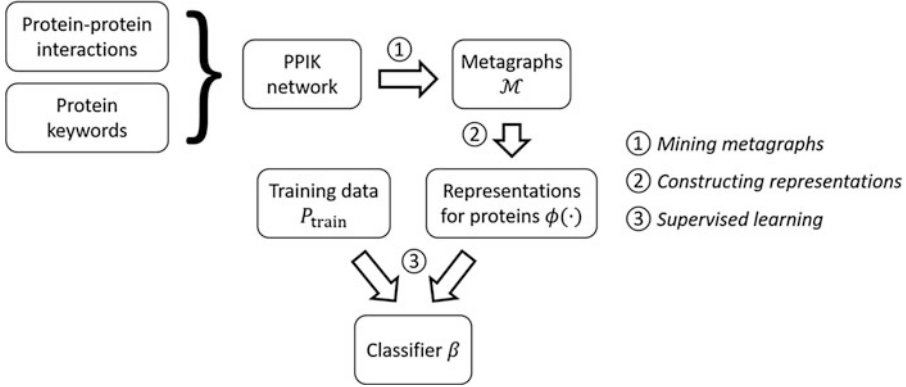 Protein-protein
interactions
Protein
keywords
PPIK
network
1
Metagraphs
ℳ
2
Training data
P_train
Representations
for proteins ϕ(·)
3
Classifier β
① Mining metagraphs
② Constructing representations
③ Supervised learning